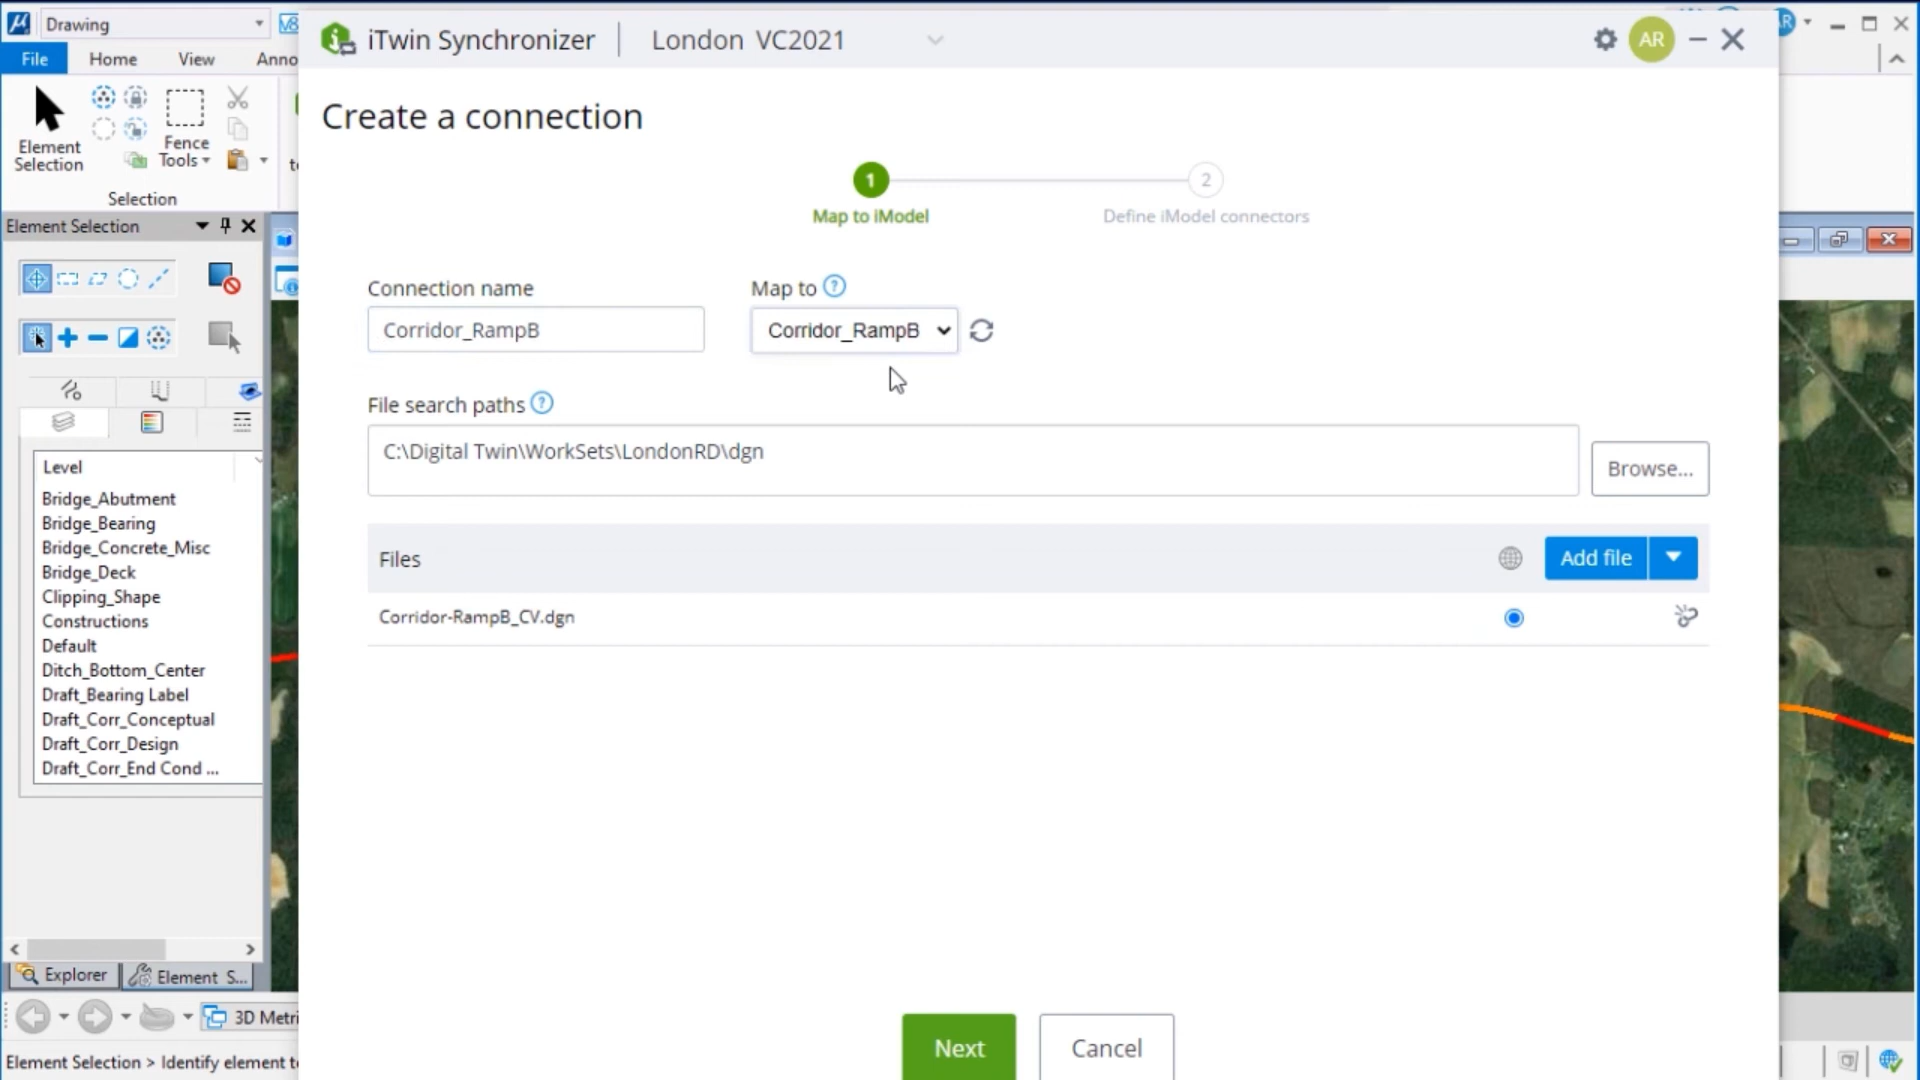 Drawing
iTwin Synchronizer
London VC2021
AR
File
Home
View
Anno
Element
Selection
Fence
Tools
Selection
Create a connection
1
Map to iModel
2
Define iModel connectors
Element Selection
Connection name
Corridor_RampB
Map to
Corridor_RampB
File search paths
C:\Digital Twin\WorkSets\LondonRD\dgn
Browse...
Files
Add file
Corridor-RampB_CV.dgn
Level
Bridge_Abutment
Bridge_Bearing
Bridge_Concrete_Misc
Bridge_Deck
Clipping_Shape
Constructions
Default
Ditch_Bottom_Center
Draft_Bearing Label
Draft_Corr_Conceptual
Draft_Corr_Design
Draft_Corr_End Cond ...
Explorer
Element S...
3D Metri
Element Selection > Identify element to
Next
Cancel